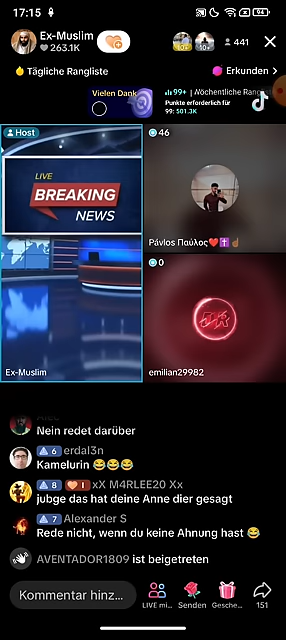 17:15
94
Ex-Muslim
263.1K
10+
10+
441
Tägliche Rangliste
Erkunden >
Vielen Dank
99+ | Wöchentliche Rang
Punkte erforderlich für
99: 501.3K
Host
46
LIVE
BREAKING
NEWS
Pávlos Παύλος❤️✝️☝🏾
0
Ex-Muslim
emilian29982
Nein redet darüber
6 erdal3n
Kamelurin 😂😂😂
8 I xX M4RLEE20 Xx
jubge das hat deine Anne dier gesagt
7 Alexander S
Rede nicht, wenn du keine Ahnung hast 😂
AVENTADOR1809 ist beigetreten
Kommentar hinz...
LIVE mi...
Senden
Gesche...
151